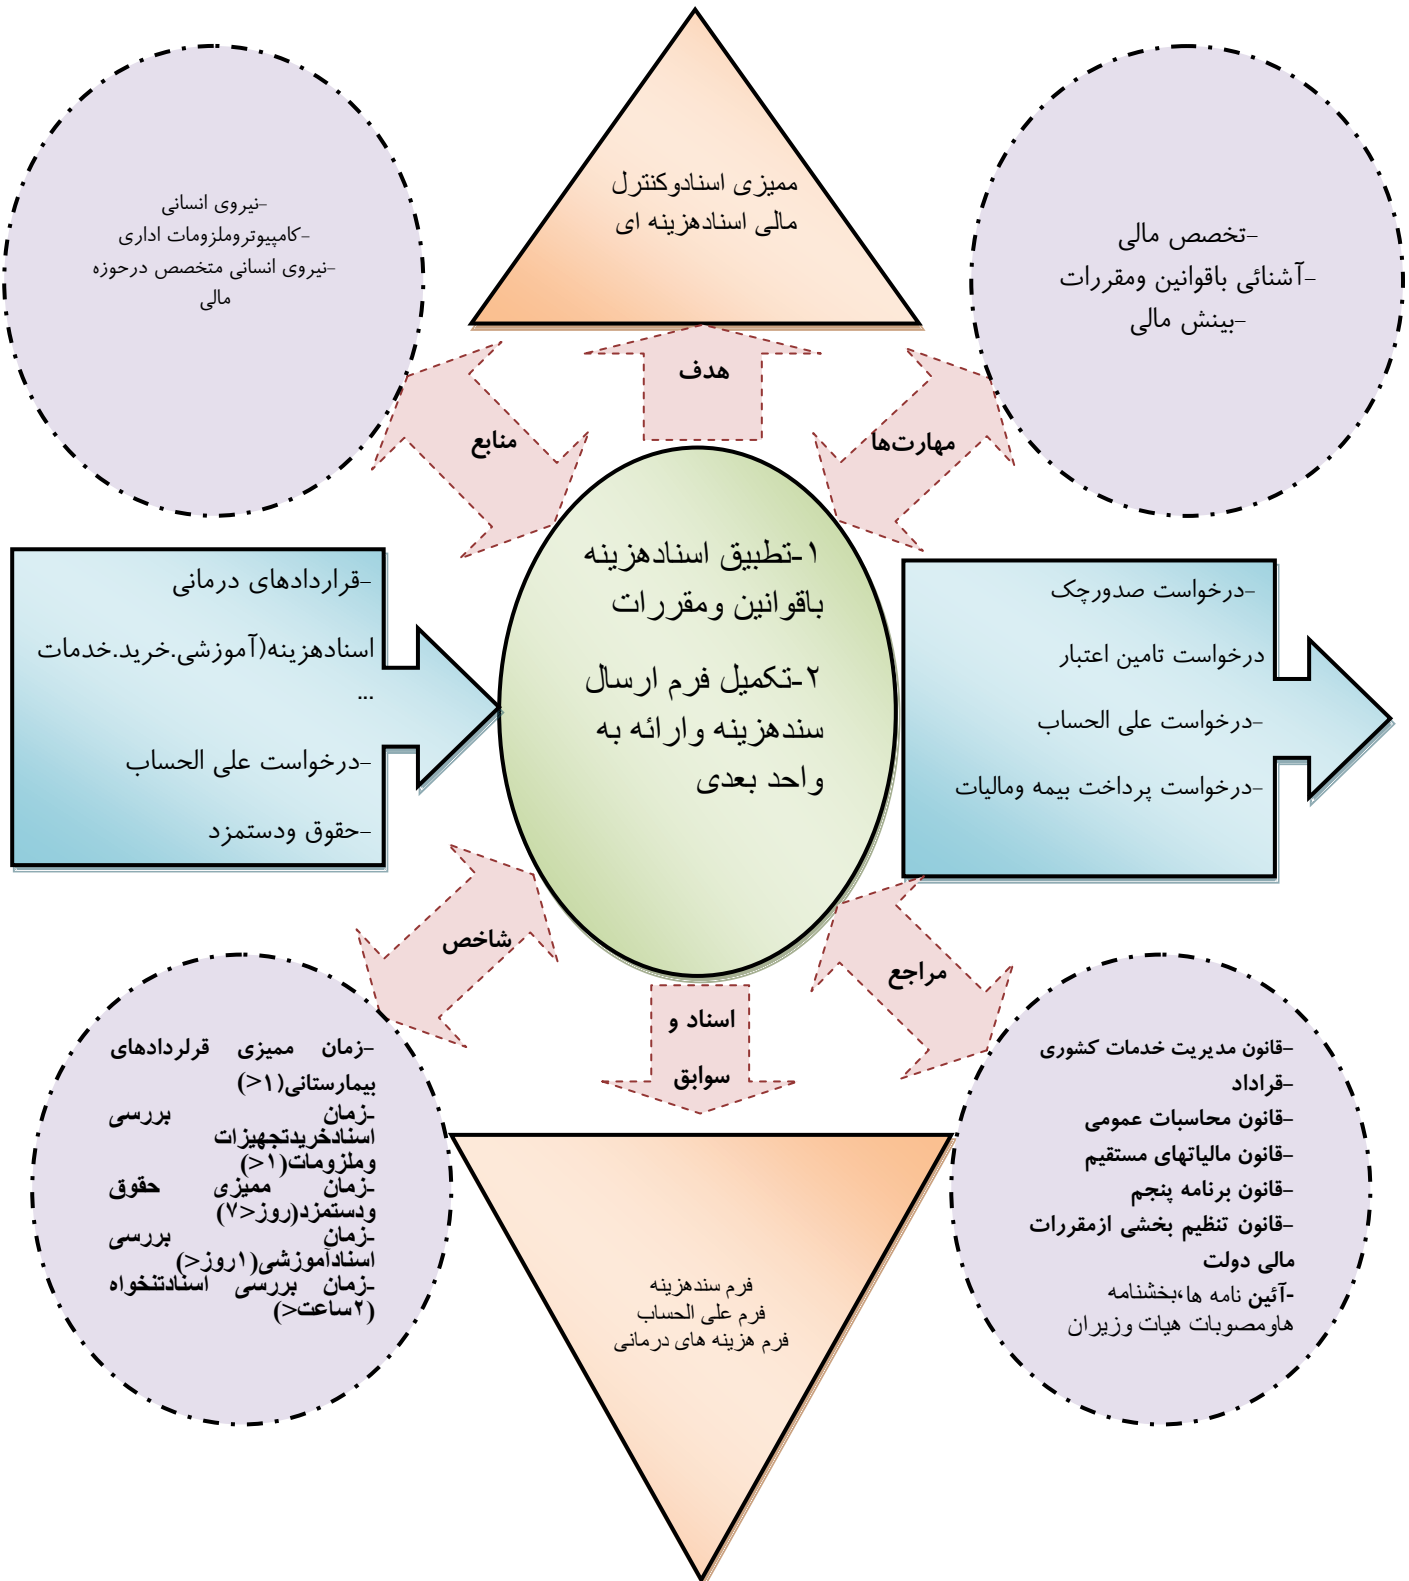 ممیزی اسنادوکنترل
مالی اسنادهزینه ای
-تخصص مالی
-آشنائی باقوانین ومقررات
-بینش مالی
-نیروی انسانی
-کامپیوتروملزومات اداری
-نیروی انسانی متخصص درحوزه
مالی
هدف
مهارت‌ها
منابع
۱-تطبیق اسنادهزینه
باقوانین ومقررات
۲-تکمیل فرم ارسال
سندهزینه وارائه به
واحد بعدی
-درخواست صدورچک
درخواست تامین اعتبار
-درخواست علی الحساب
-درخواست پرداخت بیمه ومالیات
-قراردادهای درمانی
اسنادهزینه(آموزشی.خرید.خدمات
...
-درخواست علی الحساب
-حقوق ودستمزد
شاخص
مراجع
اسناد و
سوابق
-قانون مدیریت خدمات کشوری
-قراداد
-قانون محاسبات عمومی
-قانون مالیاتهای مستقیم
-قانون برنامه پنجم
-قانون تنظیم بخشی ازمقررات
مالی دولت
-آئین نامه ها،بخشنامه
هاومصوبات هیات وزیران
-زمان ممیزی قرلردادهای
بیمارستانی(۱<)
-زمان بررسی
اسنادخریدتجهیزات
وملزومات(۱<)
-زمان ممیزی حقوق
ودستمزد(روز<۷)
-زمان بررسی
اسنادآموزشی(۱روز<)
-زمان بررسی اسنادتنخواه
(۲ساعت<)
فرم سندهزینه
فرم علی الحساب
فرم هزینه های درمانی